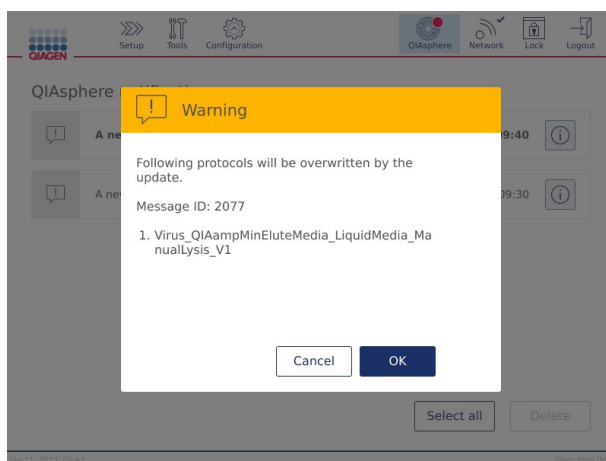 QIAGEN
Setup
Tools
Configuration
QIAsphere
Network
Lock
Logout
QIAsphere
Warning
A ne
9:40
Following protocols will be overwritten by the
update.
A ne
09:30
Message ID: 2077
1. Virus_QIAampMinEluteMedia_LiquidMedia_Ma
nualLysis_V1
Cancel
OK
Select all
Delete